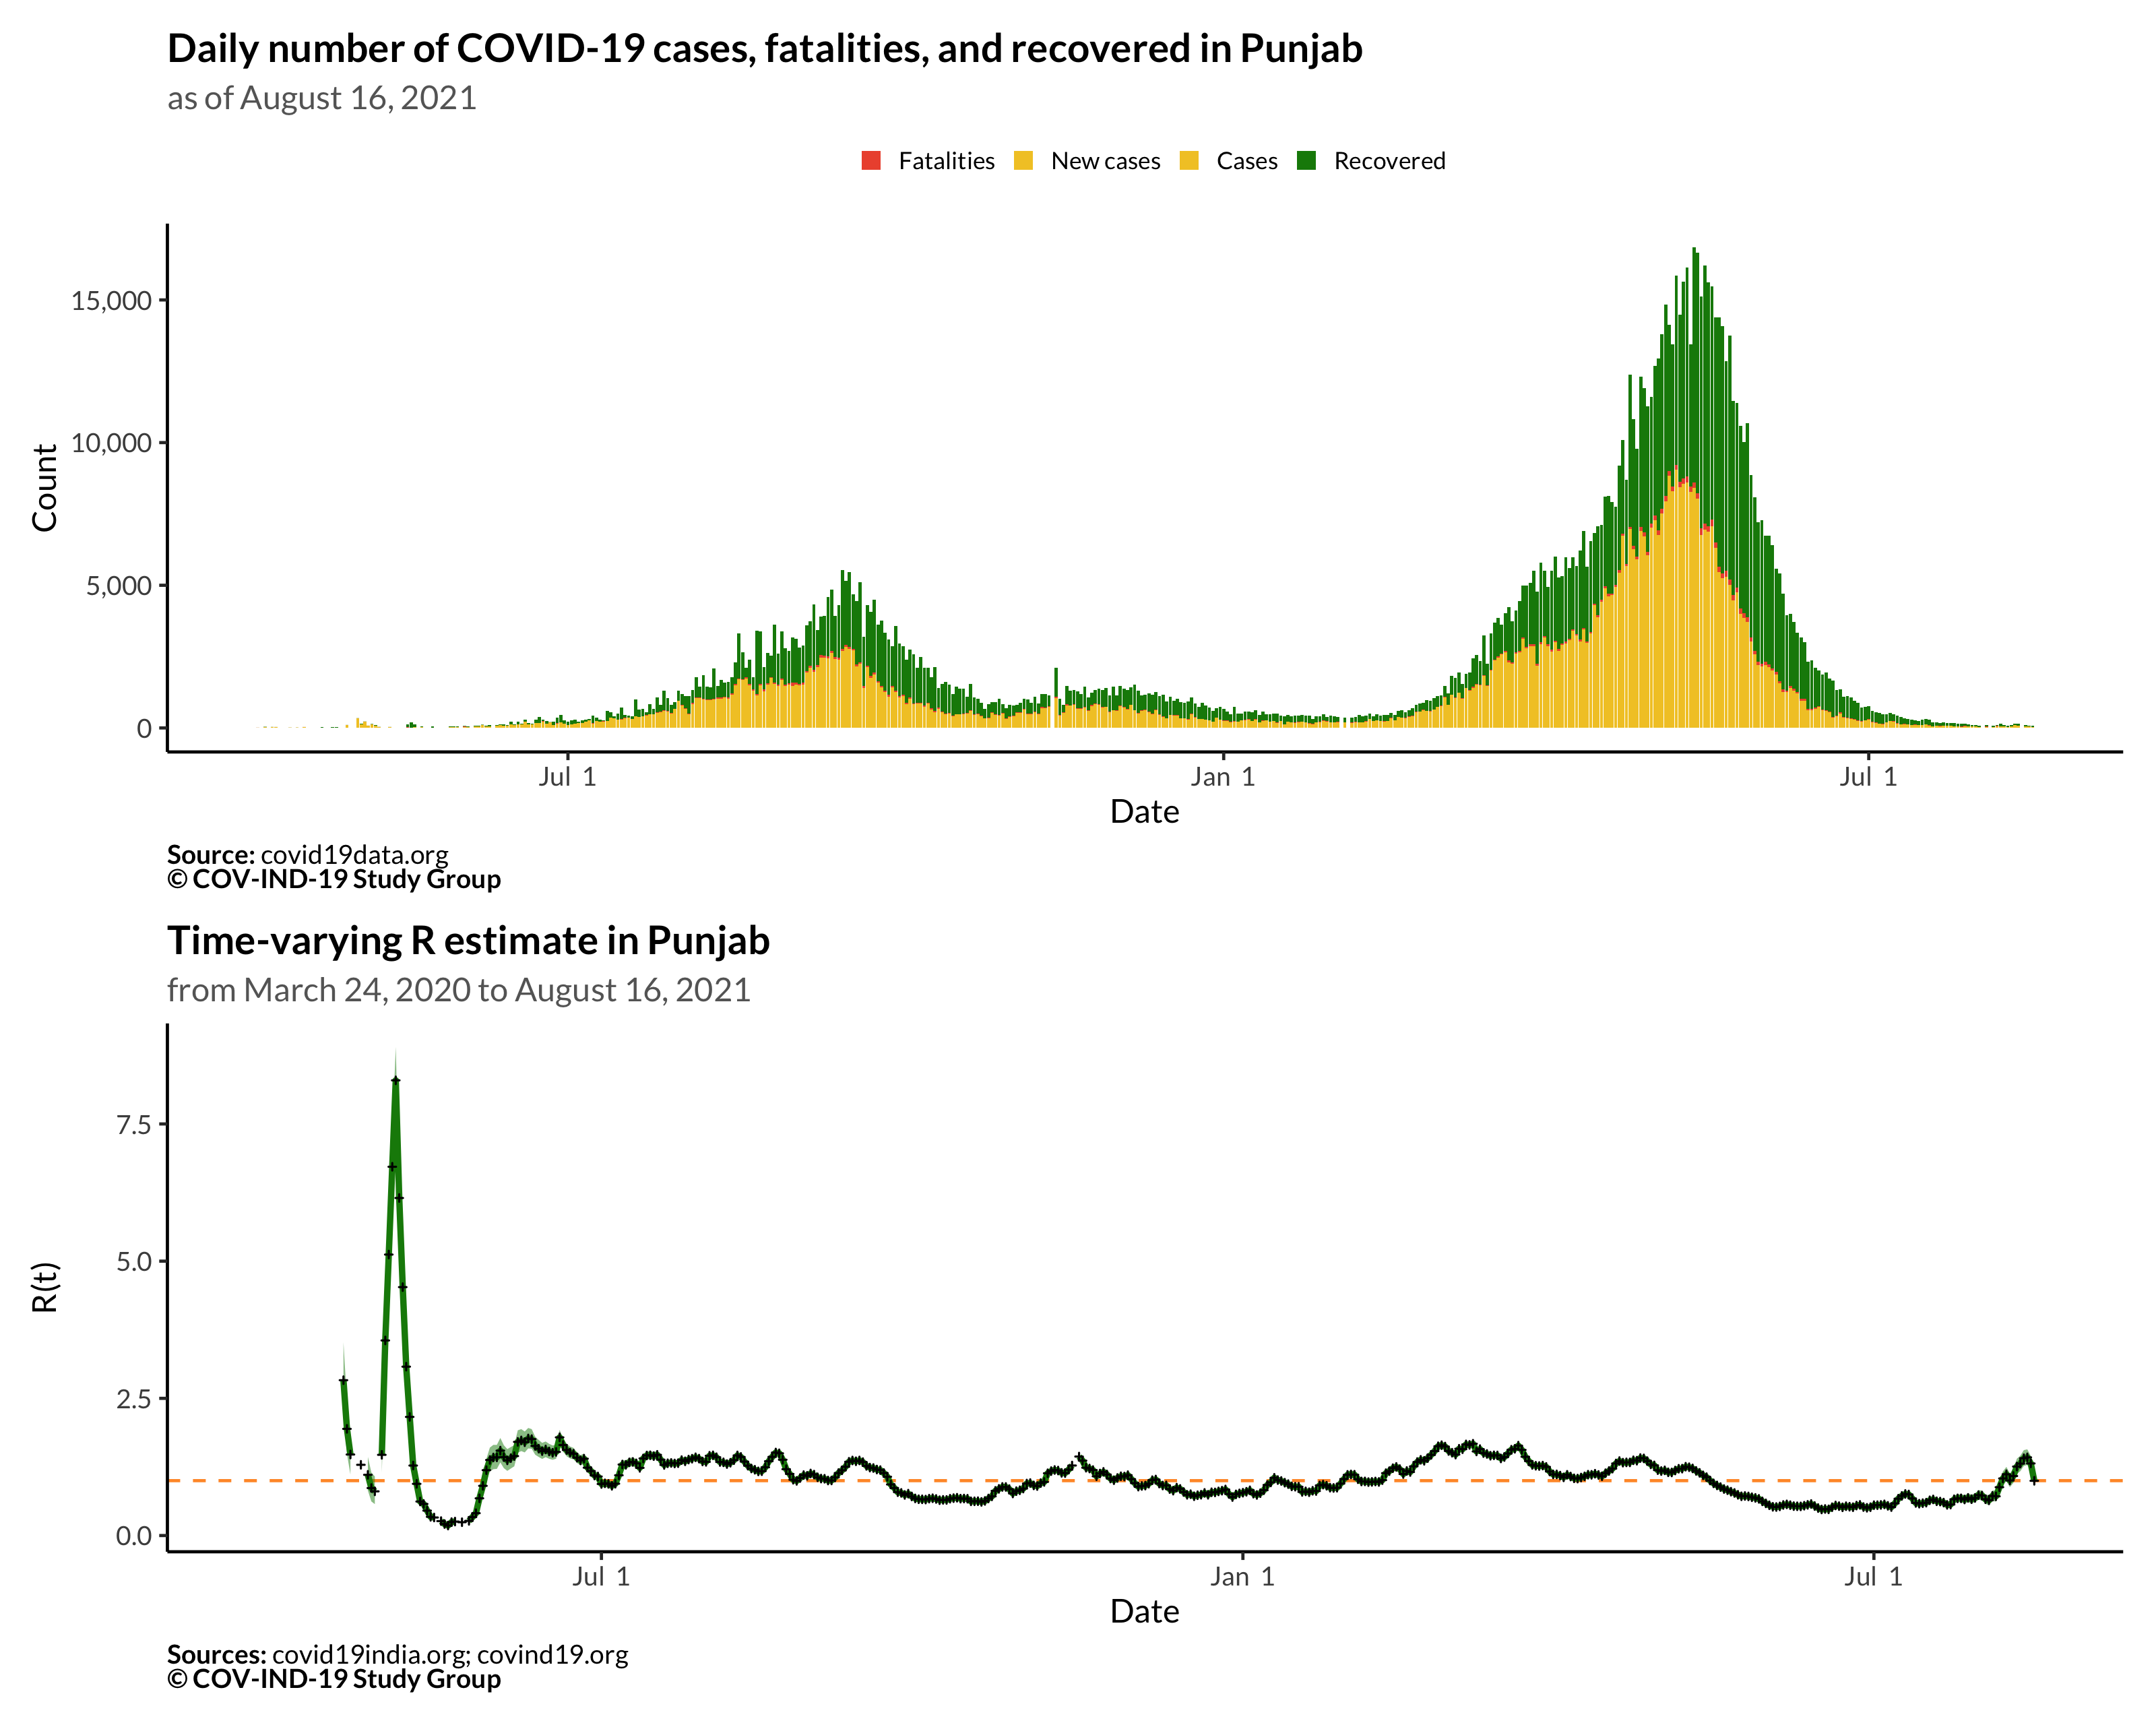 Daily number of COVID-19 cases, fatalities, and recovered in Punjab
as of August 16, 2021
Fatalities New cases Cases Recovered
15,000
10,000
5,000
0
Count
Jul 1 Jan 1 Jul 1
Date
Source: covid19data.org
© COV-IND-19 Study Group
Time-varying R estimate in Punjab
from March 24, 2020 to August 16, 2021
7.5
5.0
2.5
0.0
R(t)
Jul 1 Jan 1 Jul 1
Date
Sources: covid19india.org; covind19.org
© COV-IND-19 Study Group